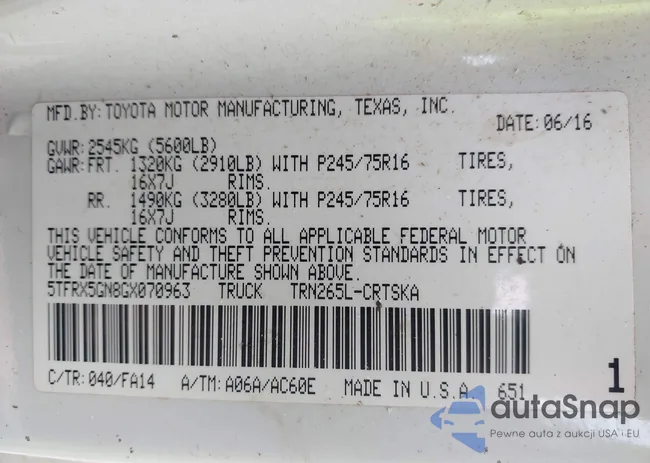 MFD.BY:TOYOTA MOTOR MANUFACTURING, TEXAS, INC.
DATE:06/16
GVWR:2545KG (5600LB)
GAWR:FRT. 1320KG (2910LB) WITH P245/75R16 TIRES,
16X7J RIMS.
RR. 1490KG (3280LB) WITH P245/75R16 TIRES,
16X7J RIMS.
THIS VEHICLE CONFORMS TO ALL APPLICABLE FEDERAL MOTOR
VEHICLE SAFETY AND THEFT PREVENTION STANDARDS IN EFFECT ON
THE DATE OF MANUFACTURE SHOWN ABOVE.
5TFRX5GN8GX070963 TRUCK TRN265L-CRTSKA
C/TR:040/FA14 A/TM:A06A/AC60E MADE IN U.S.A. 651
1
autaSnap
Pewne auta z aukcji USA i EU